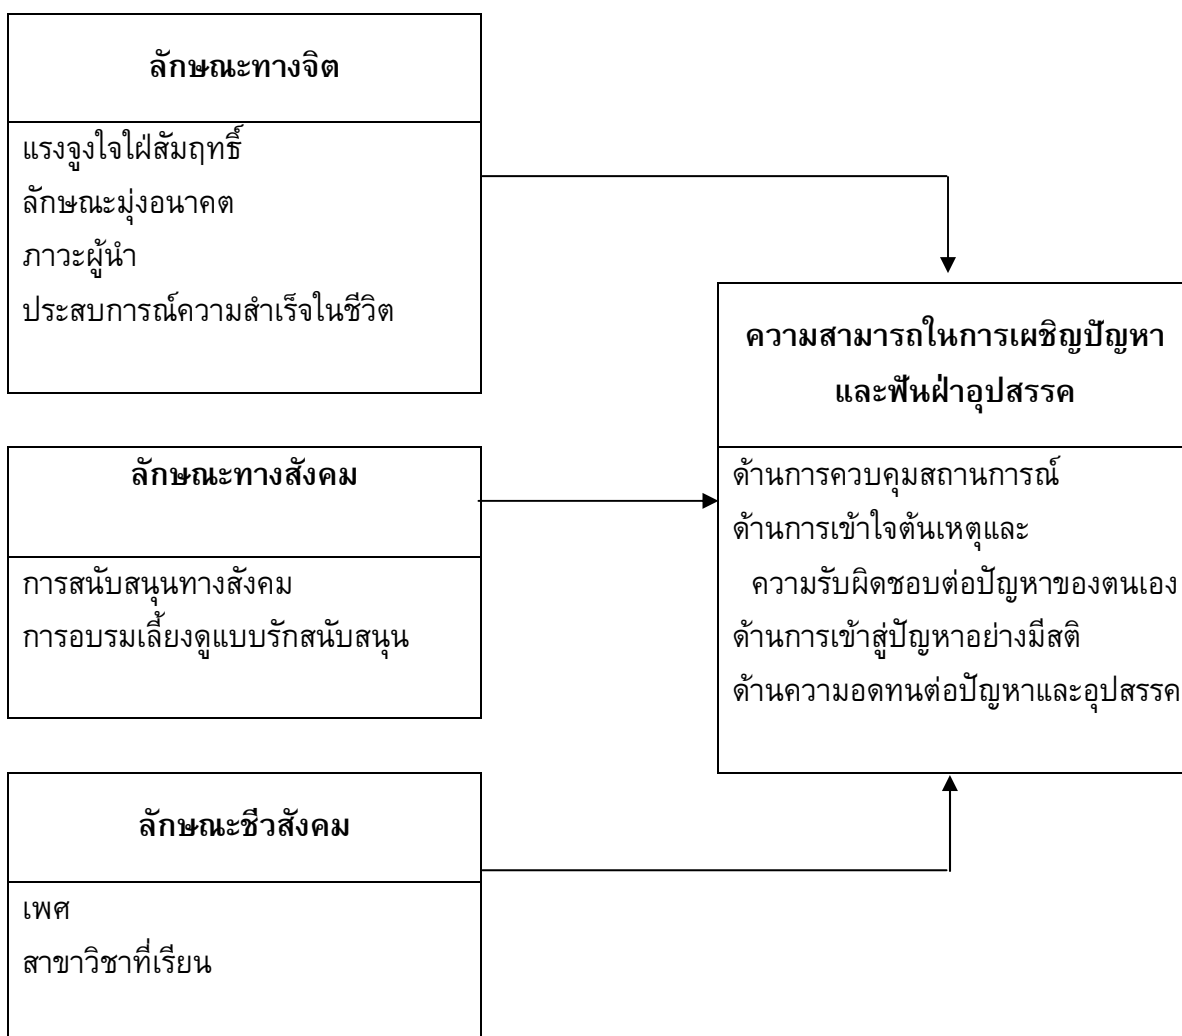 ลักษณะทางจิต
แรงจูงใจใฝ่สัมฤทธิ์
ลักษณะมุ่งอนาคต
ภาวะผู้นำ
ประสบการณ์ความสำเร็จในชีวิต
ลักษณะทางสังคม
การสนับสนุนทางสังคม
การอบรมเลี้ยงดูแบบรักสนับสนุน
ลักษณะชีวสังคม
เพศ
สาขาวิชาที่เรียน
ความสามารถในการเผชิญปัญหา
และฟันฝ่าอุปสรรค
ด้านการควบคุมสถานการณ์
ด้านการเข้าใจต้นเหตุและ
ความรับผิดชอบต่อปัญหาของตนเอง
ด้านการเข้าสู่ปัญหาอย่างมีสติ
ด้านความอดทนต่อปัญหาและอุปสรรค